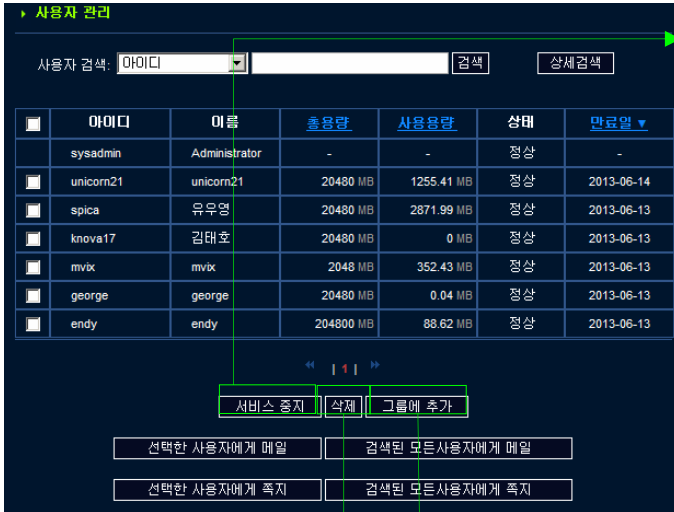 사용자 관리
사용자 검색: 아이디 검색 상세검색
아이디 이름 총용량 사용용량 상태 만료일 ▼
sysadmin Administrator - - 정상 -
unicorn21 unicorn21 20480 MB 1255.41 MB 정상 2013-06-14
spica 유우영 20480 MB 2871.99 MB 정상 2013-06-13
knova17 김태호 20480 MB 0 MB 정상 2013-06-13
mvix mvix 2048 MB 352.43 MB 정상 2013-06-13
george george 20480 MB 0.04 MB 정상 2013-06-13
endy endy 204800 MB 88.62 MB 정상 2013-06-13
| 1 |
서비스 중지 삭제 그룹에 추가
선택한 사용자에게 메일 검색된 모든사용자에게 메일
선택한 사용자에게 쪽지 검색된 모든사용자에게 쪽지